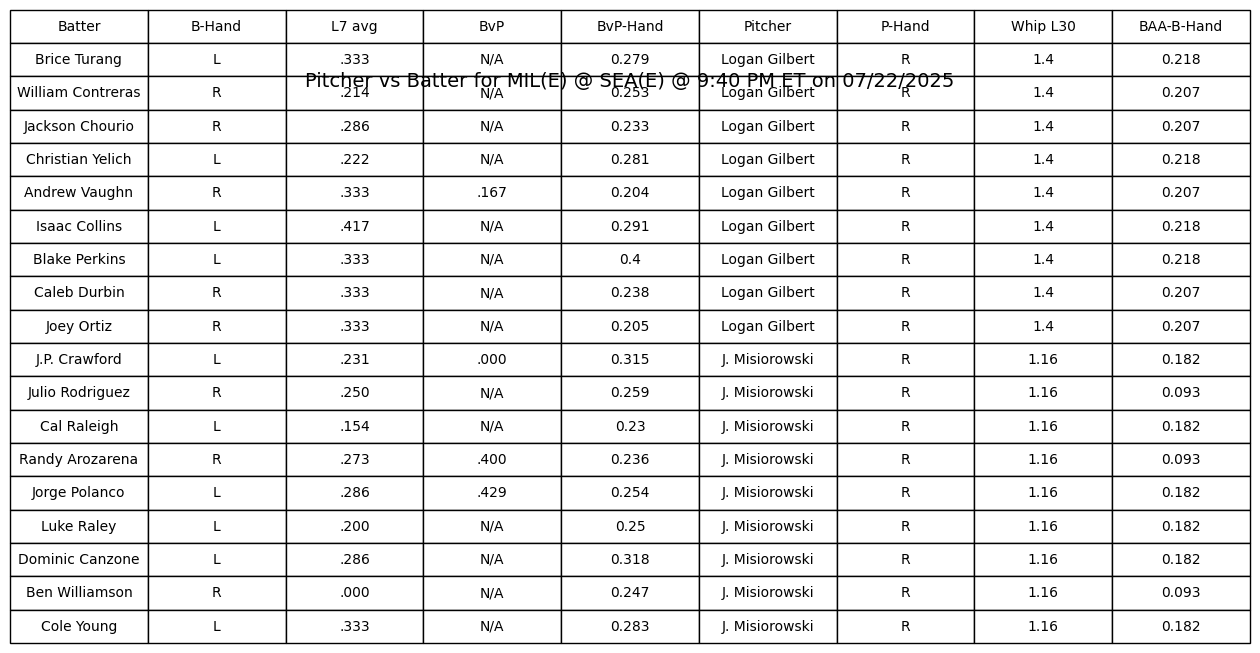 Batter B-Hand L7 avg BvP BvP-Hand Pitcher P-Hand Whip L30 BAA-B-Hand
Brice Turang L .333 N/A 0.279 Logan Gilbert R 1.4 0.218
Pitcher vs Batter for MIL(E) @ SEA(E) @ 9:40 PM ET on 07/22/2025
William Contreras R .214 N/A 0.253 Logan Gilbert R 1.4 0.207
Jackson Chourio R .286 N/A 0.233 Logan Gilbert R 1.4 0.207
Christian Yelich L .222 N/A 0.281 Logan Gilbert R 1.4 0.218
Andrew Vaughn R .333 .167 0.204 Logan Gilbert R 1.4 0.207
Isaac Collins L .417 N/A 0.291 Logan Gilbert R 1.4 0.218
Blake Perkins L .333 N/A 0.4 Logan Gilbert R 1.4 0.218
Caleb Durbin R .333 N/A 0.238 Logan Gilbert R 1.4 0.207
Joey Ortiz R .333 N/A 0.205 Logan Gilbert R 1.4 0.207
J.P. Crawford L .231 .000 0.315 J. Misiorowski R 1.16 0.182
Julio Rodriguez R .250 N/A 0.259 J. Misiorowski R 1.16 0.093
Cal Raleigh L .154 N/A 0.23 J. Misiorowski R 1.16 0.182
Randy Arozarena R .273 .400 0.236 J. Misiorowski R 1.16 0.093
Jorge Polanco L .286 .429 0.254 J. Misiorowski R 1.16 0.182
Luke Raley L .200 N/A 0.25 J. Misiorowski R 1.16 0.182
Dominic Canzone L .286 N/A 0.318 J. Misiorowski R 1.16 0.182
Ben Williamson R .000 N/A 0.247 J. Misiorowski R 1.16 0.093
Cole Young L .333 N/A 0.283 J. Misiorowski R 1.16 0.182